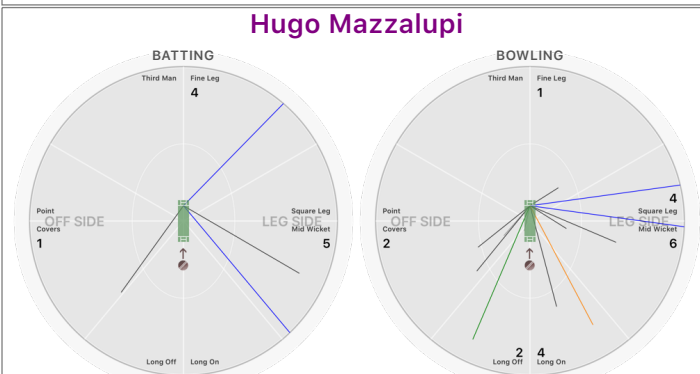 Hugo Mazzalupi
BATTING
Third Man Fine Leg
4
Point
OFF SIDE
Covers
1
Square Leg
LEG SIDE
Mid Wicket
5
Long Off Long On
BOWLING
Third Man Fine Leg
1
Point
OFF SIDE
Covers
2
4
Square Leg
LEG SIDE
Mid Wicket
6
2 4
Long Off Long On